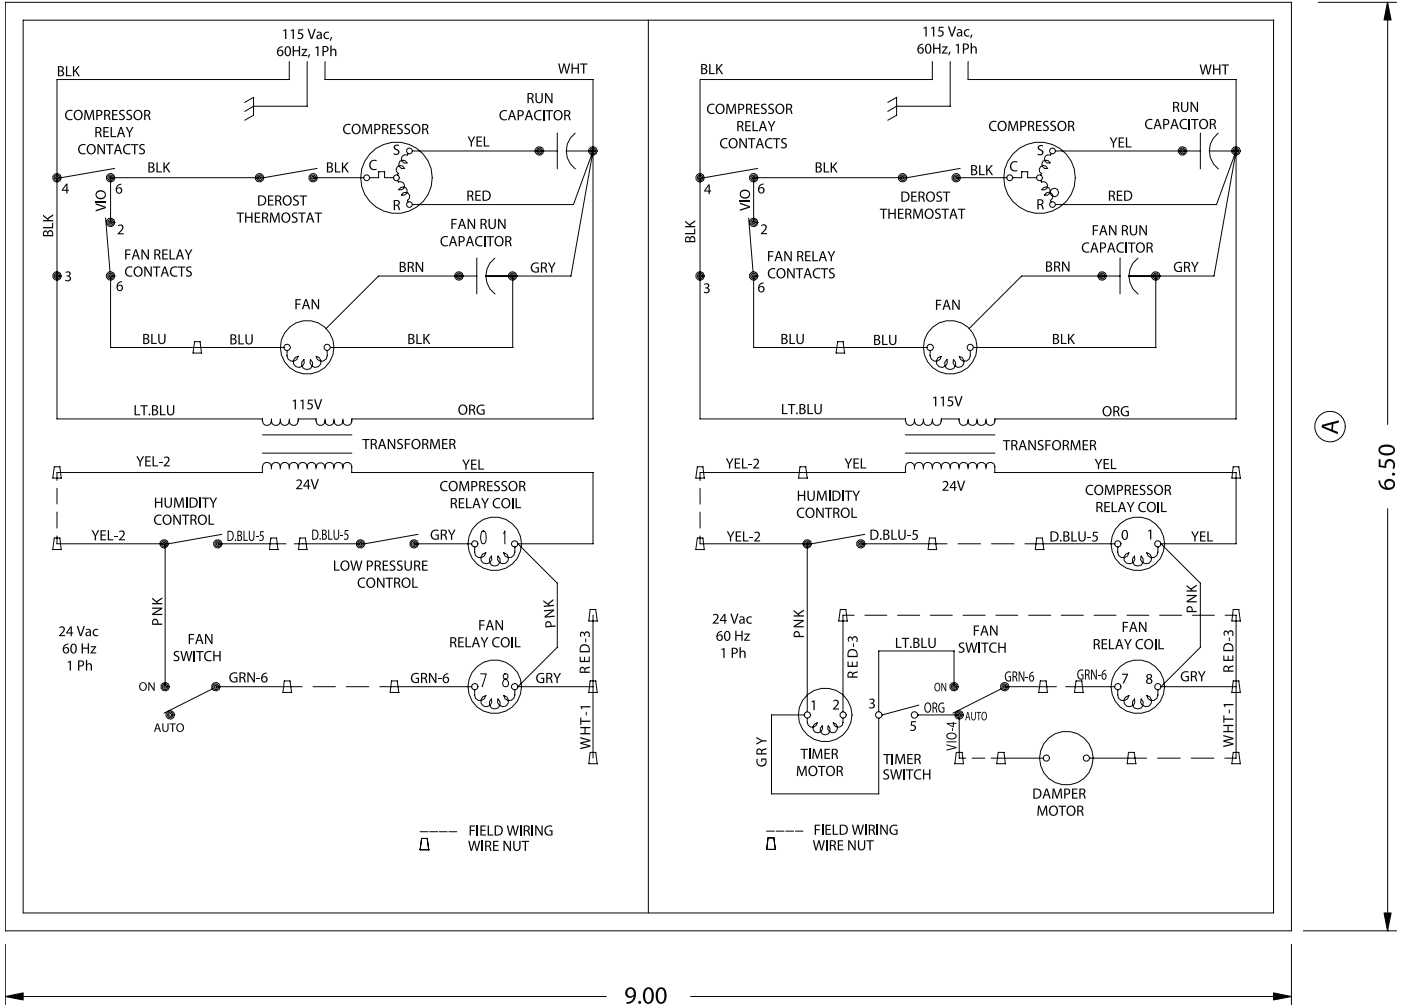 115 Vac,
60Hz, 1Ph
BLK
WHT
COMPRESSOR
RELAY
CONTACTS
RUN
CAPACITOR
COMPRESSOR
YEL
S
C
R
BLK
BLK
4
6
VIO
DEROST
THERMOSTAT
RED
BLK
2
FAN RUN
CAPACITOR
FAN RELAY
CONTACTS
3
6
BRN
GRY
FAN
BLU
BLU
BLK
LT.BLU
115V
ORG
TRANSFORMER
YEL-2
YEL
24V
HUMIDITY
CONTROL
COMPRESSOR
RELAY COIL
YEL-2
D.BLU-5
D.BLU-5
GRY
0 1
LOW PRESSURE
CONTROL
PNK
PNK
24 Vac
60 Hz
1 Ph
FAN
SWITCH
FAN
RELAY COIL
RED-3
ON
GRN-6
GRN-6
7 8
GRY
AUTO
WHT-1
FIELD WIRING
WIRE NUT
115 Vac,
60Hz, 1Ph
BLK
WHT
COMPRESSOR
RELAY
CONTACTS
RUN
CAPACITOR
COMPRESSOR
YEL
S
C
R
BLK
BLK
4
6
VIO
DEROST
THERMOSTAT
RED
BLK
2
FAN RUN
CAPACITOR
FAN RELAY
CONTACTS
3
6
BRN
GRY
FAN
BLU
BLU
BLK
LT.BLU
115V
ORG
TRANSFORMER
YEL-2
YEL
YEL
24V
HUMIDITY
CONTROL
COMPRESSOR
RELAY COIL
YEL-2
D.BLU-5
D.BLU-5
0 1
YEL
PNK
PNK
24 Vac
60 Hz
1 Ph
RED-3
LT.BLU
FAN
SWITCH
FAN
RELAY COIL
RED-3
ON
GRN-6
GRN-6
7 8
GRY
1 2
3
5
ORG
AUTO
VIO-4
WHT-1
GRY
TIMER
MOTOR
TIMER
SWITCH
DAMPER
MOTOR
FIELD WIRING
WIRE NUT
A
6.50
9.00